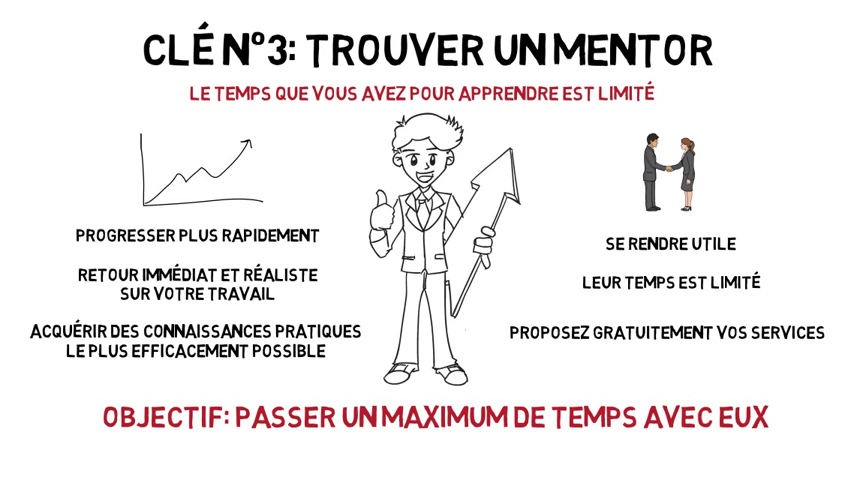 CLÉ N°3: TROUVER UN MENTOR
LE TEMPS QUE VOUS AVEZ POUR APPRENDRE EST LIMITÉ
PROGRESSER PLUS RAPIDEMENT
RETOUR IMMÉDIAT ET RÉALISTE
SUR VOTRE TRAVAIL
ACQUÉRIR DES CONNAISSANCES PRATIQUES
LE PLUS EFFICACEMENT POSSIBLE
SE RENDRE UTILE
LEUR TEMPS EST LIMITÉ
PROPOSEZ GRATUITEMENT VOS SERVICES
OBJECTIF: PASSER UN MAXIMUM DE TEMPS AVEC EUX